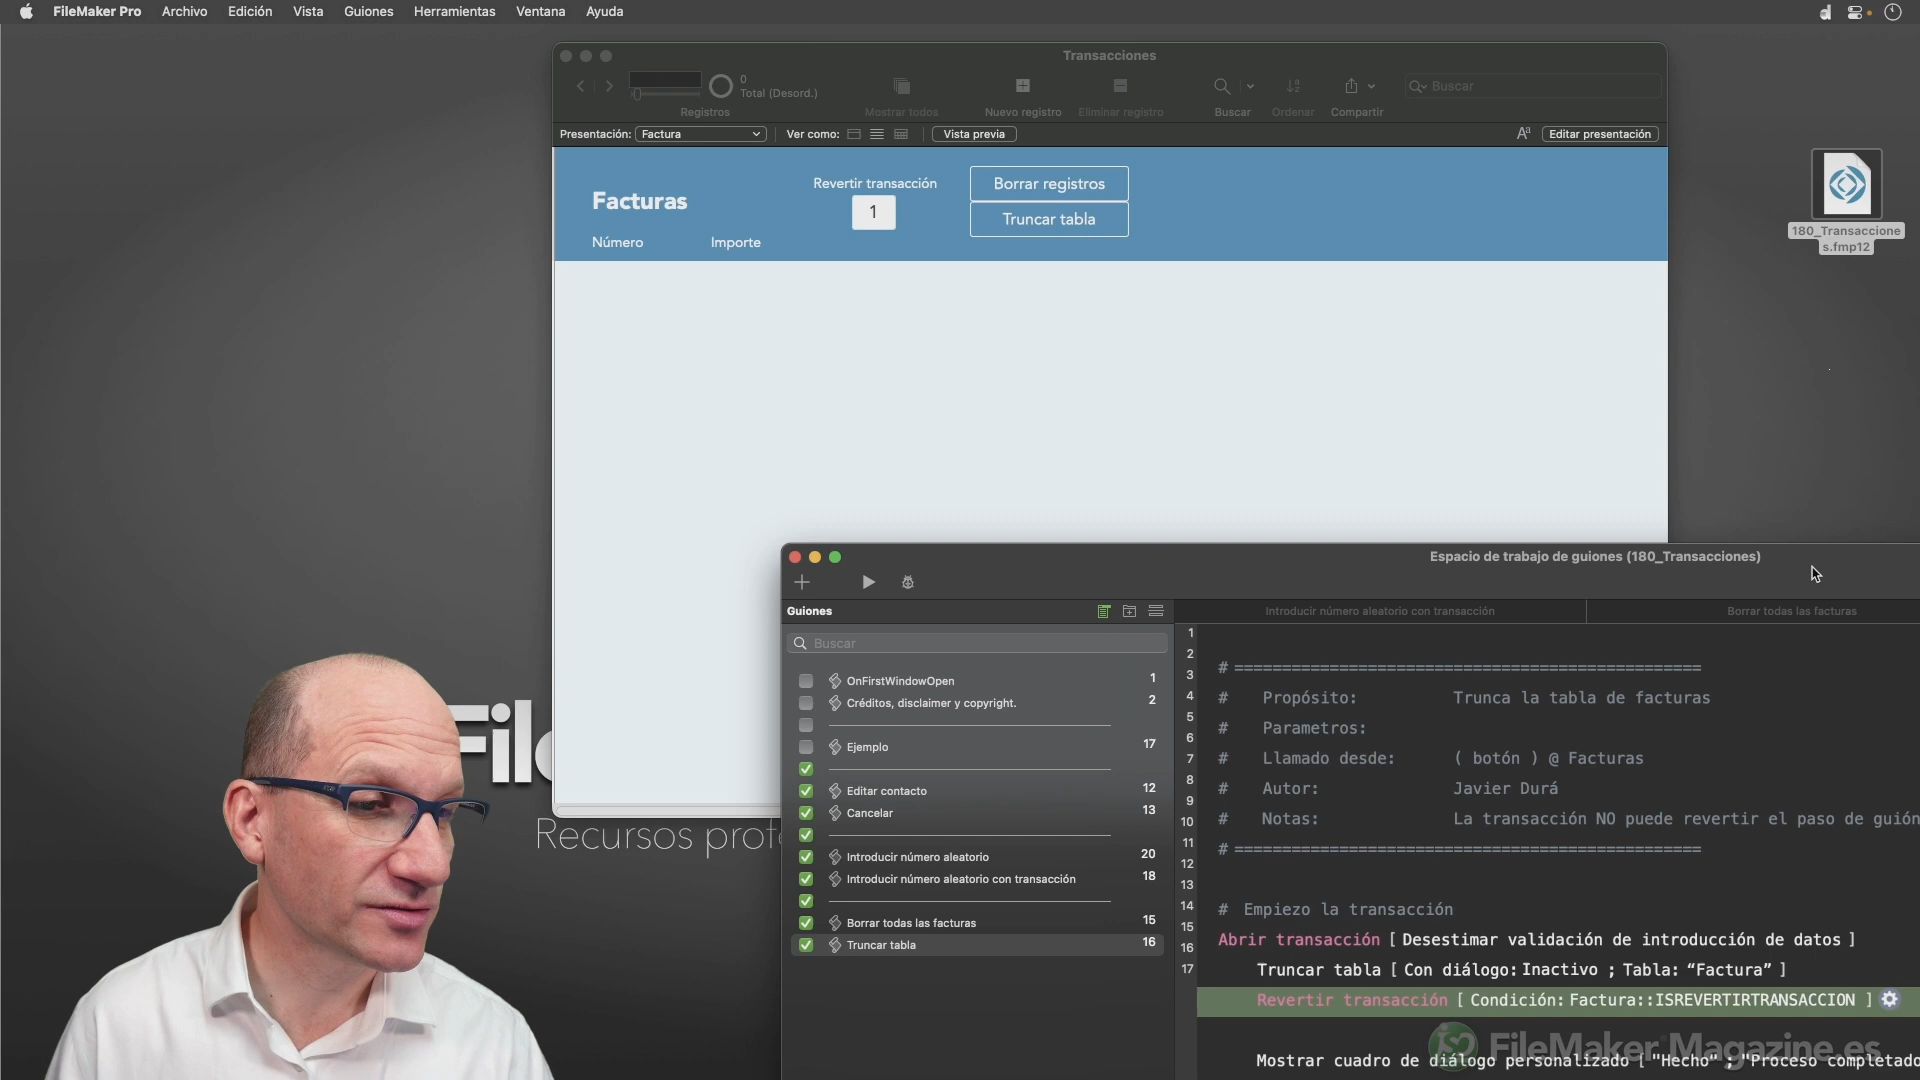 FileMaker Pro Archivo Edición Vista Guiones Herramientas Ventana Ayuda
Transacciones
0
Total (Desord.)
Registros
Mostrar todos
Nuevo registro
Eliminar registro
Buscar
Ordenar
Compartir
Buscar
Presentación: Factura
Ver como:
Vista previa
Editar presentación
Facturas
Revertir transacción
1
Borrar registros
Truncar tabla
Número
Importe
180_Transaccione
s.fmp12
Recursos profe
Espacio de trabajo de guiones (180_Transacciones)
Guiones
Buscar
OnFirstWindowOpen 1
Créditos, disclaimer y copyright. 2
Ejemplo 17
Editar contacto 12
Cancelar 13
Introducir número aleatorio 20
Introducir número aleatorio con transacción 18
Borrar todas las facturas 15
Truncar tabla 16
Introducir número aleatorio con transacción
Borrar todas las facturas
1
2
3
4
5
6
7
8
9
10
11
12
13
14
15
16
17
# =================================================
# Propósito: Trunca la tabla de facturas
# Parametros:
# Llamado desde: ( botón ) @ Facturas
# Autor: Javier Durá
# Notas: La transacción NO puede revertir el paso de guión
# =================================================
# Empiezo la transacción
Abrir transacción [ Desestimar validación de introducción de datos ]
Truncar tabla [ Con diálogo: Inactivo ; Tabla: “Factura” ]
Revertir transacción [ Condición: Factura::ISREVERTIRTRANSACCION ]
Mostrar cuadro de diálogo personalizado [ "Hecho" ; "Proceso completado
FileMaker Magazine.es